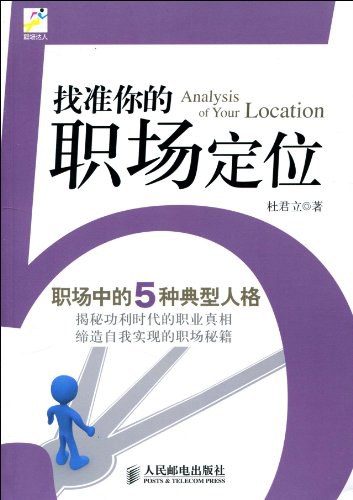 职场达人
找准你的
Analysis
of Your Location
职场定位
杜君立◎著
职场中的5种典型人格
揭秘功利时代的职业真相
缔造自我实现的职场秘籍
人民邮电出版社
POSTS & TELECOM PRESS